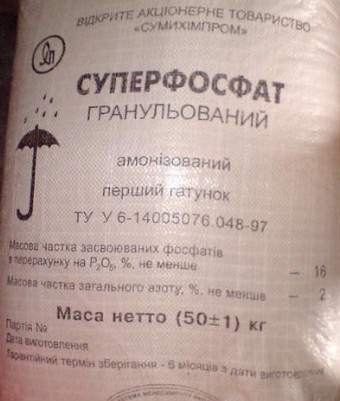 ВІДКРИТЕ АКЦІОНЕРНЕ ТОВАРИСТВО
«СУМИХІМПРОМ»
СУПЕРФОСФАТ
ГРАНУЛЬОВАНИЙ
амонізований
перший гатунок
ТУ У 6-14005076.048-97
Масова частка засвоюваних фосфатів
в перерахунку на P₂O₅, %, не менше – 16
Масова частка загального азоту, %, не менше – 2
Маса нетто (50±1) кг
Партія №
Дата виготовлення
Гарантійний термін зберігання - 6 місяців з дати виготовлен